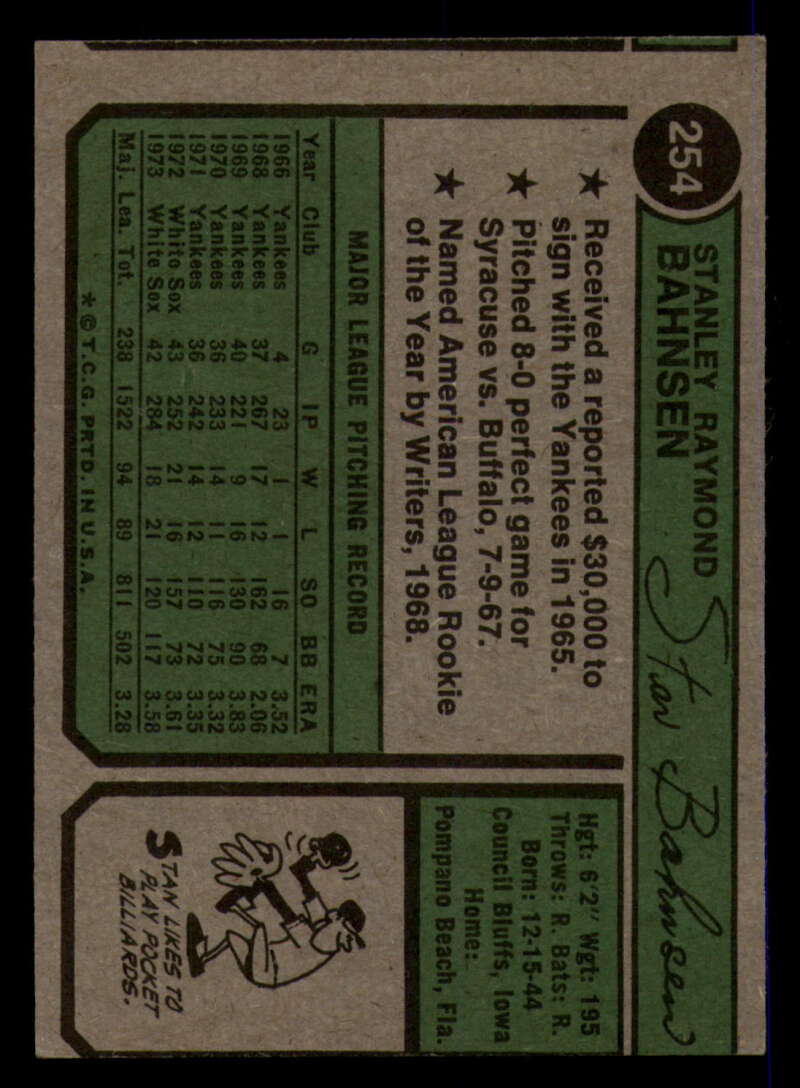 254
STANLEY RAYMOND
BAHNSEN
Stan Bahnsen
★ Received a reported $30,000 to
sign with the Yankees in 1965.
★ Pitched 8-0 perfect game for
Syracuse vs. Buffalo, 7-9-67.
★ Named American League Rookie
of the Year by Writers, 1968.
Hgt: 6'2" Wgt: 195
Throws: R. Bats: R.
Born: 12-15-44
Council Bluffs, Iowa
Home:
Pompano Beach, Fla.
MAJOR LEAGUE PITCHING RECORD
Year Club G IP W L SO BB ERA
1966 Yankees 4 23 1 1 16 7 3.52
1968 Yankees 37 267 17 12 162 68 2.06
1969 Yankees 40 221 9 16 130 90 3.83
1970 Yankees 36 233 14 11 116 75 3.32
1971 Yankees 36 242 14 12 110 72 3.35
1972 White Sox 43 252 21 16 157 73 3.61
1973 White Sox 42 284 18 21 120 117 3.58
Maj. Lea. Tot. 238 1522 94 89 811 502 3.28
* © T.C.G. PRTD. IN U.S.A.
STAN LIKES TO
PLAY POCKET
BILLIARDS.